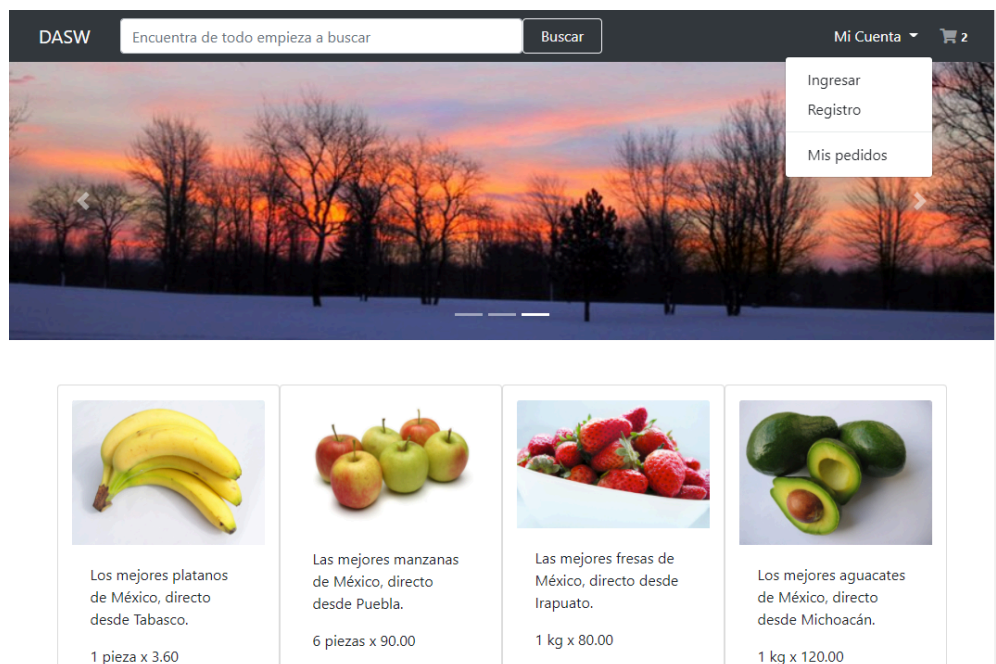 DASW
Encuentra de todo empieza a buscar
Buscar
Mi Cuenta
2
Ingresar
Registro
Mis pedidos
Los mejores platanos
de México, directo
desde Tabasco.
1 pieza x 3.60
Las mejores manzanas
de México, directo
desde Puebla.
6 piezas x 90.00
Las mejores fresas de
México, directo desde
Irapuato.
1 kg x 80.00
Los mejores aguacates
de México, directo
desde Michoacán.
1 kg x 120.00